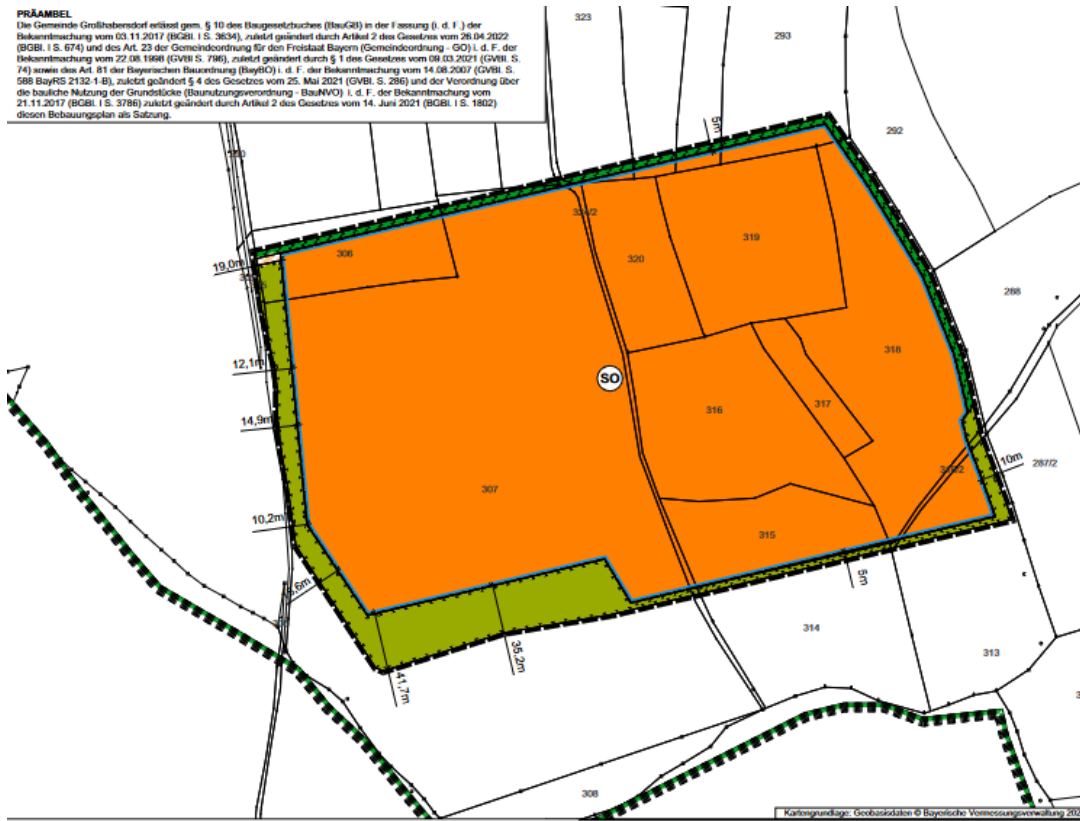 PRÄAMBEL
Die Gemeinde Großhabersdorf erlässt gem. § 10 des Baugesetzbuches (BauGB) in der Fassung (i. d. F. ) der
Bekanntmachung vom 03.11.2017 (BGBl. I S. 3634), zuletzt geändert durch Artikel 2 des Gesetzes vom 26.04.2022
(BGBl. I S. 674) und des Art. 23 der Gemeindeordnung für den Freistaat Bayern (Gemeindeordnung - GO) i. d. F. der
Bekanntmachung vom 22.08.1998 (GVBl S. 796), zuletzt geändert durch § 1 des Gesetzes vom 09.03.2021 (GVBl. S.
74) sowie des Art. 81 der Bayerischen Bauordnung (BayBO) i. d. F. der Bekanntmachung vom 14.08.2007 (GVBl. S.
588 BayRS 2132-1-B), zuletzt geändert § 4 des Gesetzes vom 25. Mai 2021 (GVBl. S. 286) und der Verordnung über
die bauliche Nutzung der Grundstücke (Baunutzungsverordnung - BauNVO) i. d. F. der Bekanntmachung vom
21.11.2017 (BGBl. I S. 3786) zuletzt geändert durch Artikel 2 des Gesetzes vom 14. Juni 2021 (BGBl. I S. 1802)
diesen Bebauungsplan als Satzung.
323
293
5m
292
324/2
306
319
320
19,0m
288
12,1m
318
SO
317
316
14,9m
10m
287/2
307
10,2m
315
5m
314
35,2m
313
41,7m
308
Kartengrundlage: Geobasisdaten © Bayerische Vermessungsverwaltung 202